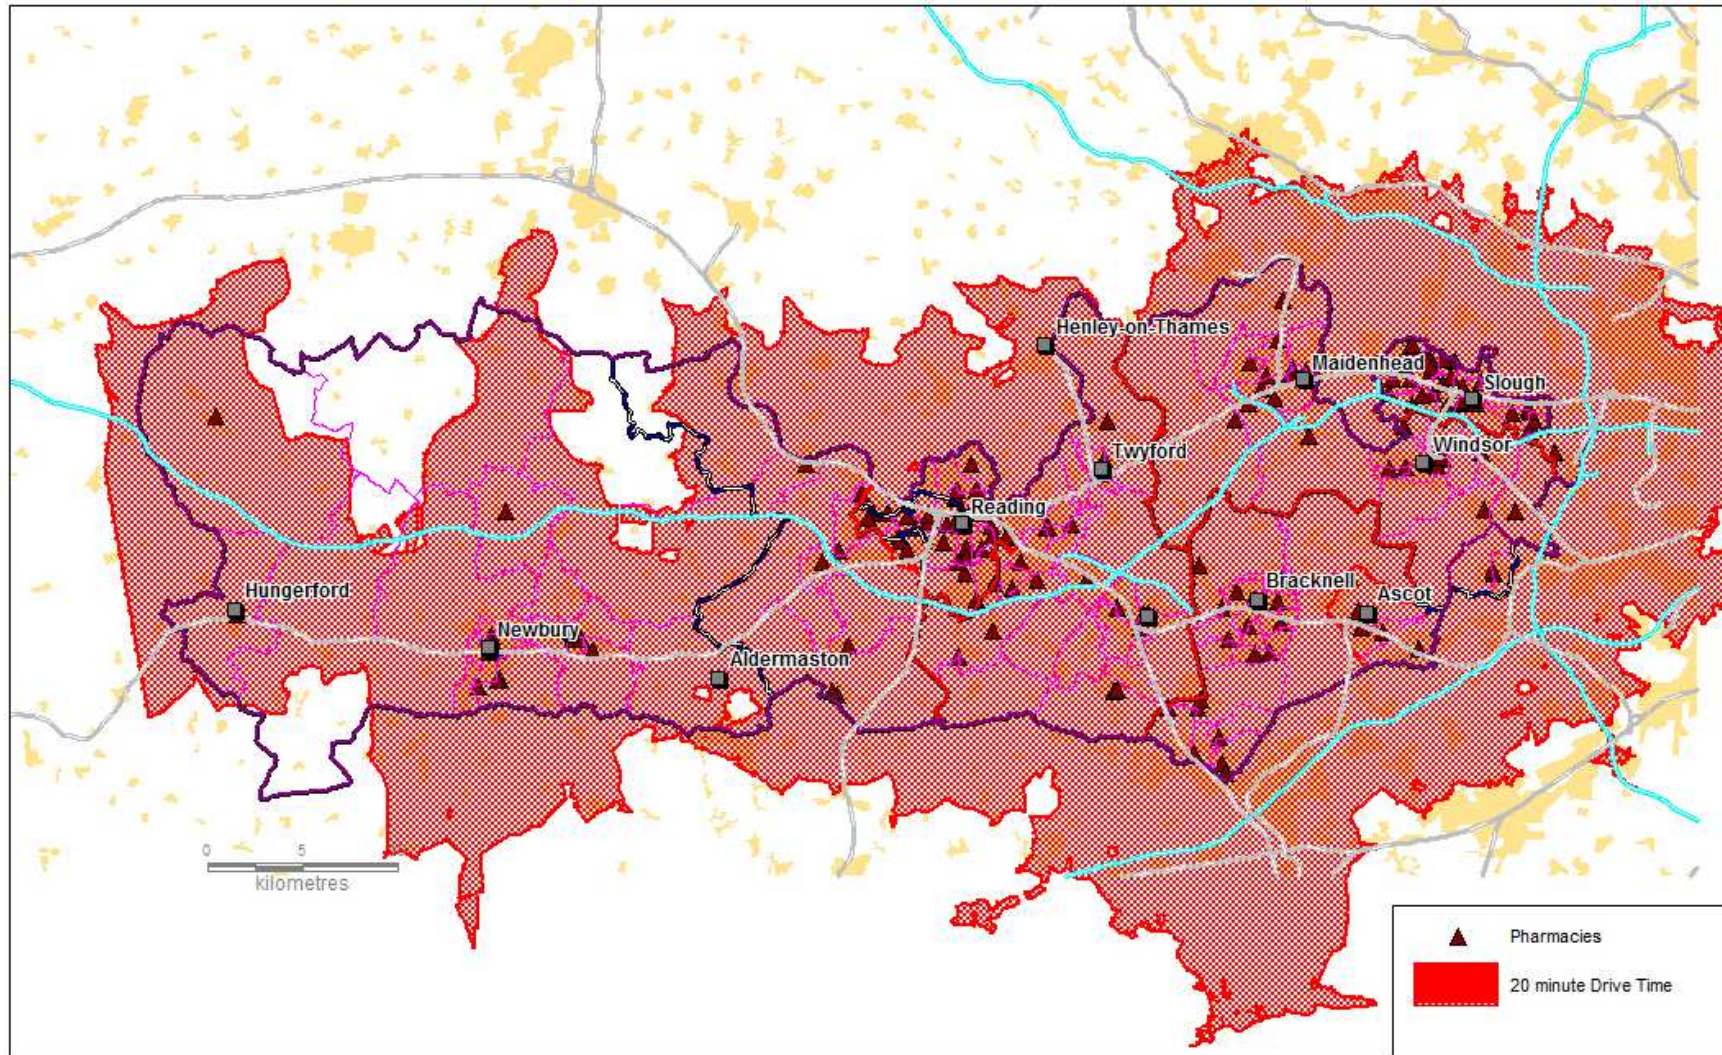 Henley-on-Thames
Maidenhead
Slough
Twyford
Windsor
Reading
Hungerford
Bracknell
Ascot
Newbury
Aldermaston
0 5
kilometres
Pharmacies
20 minute Drive Time